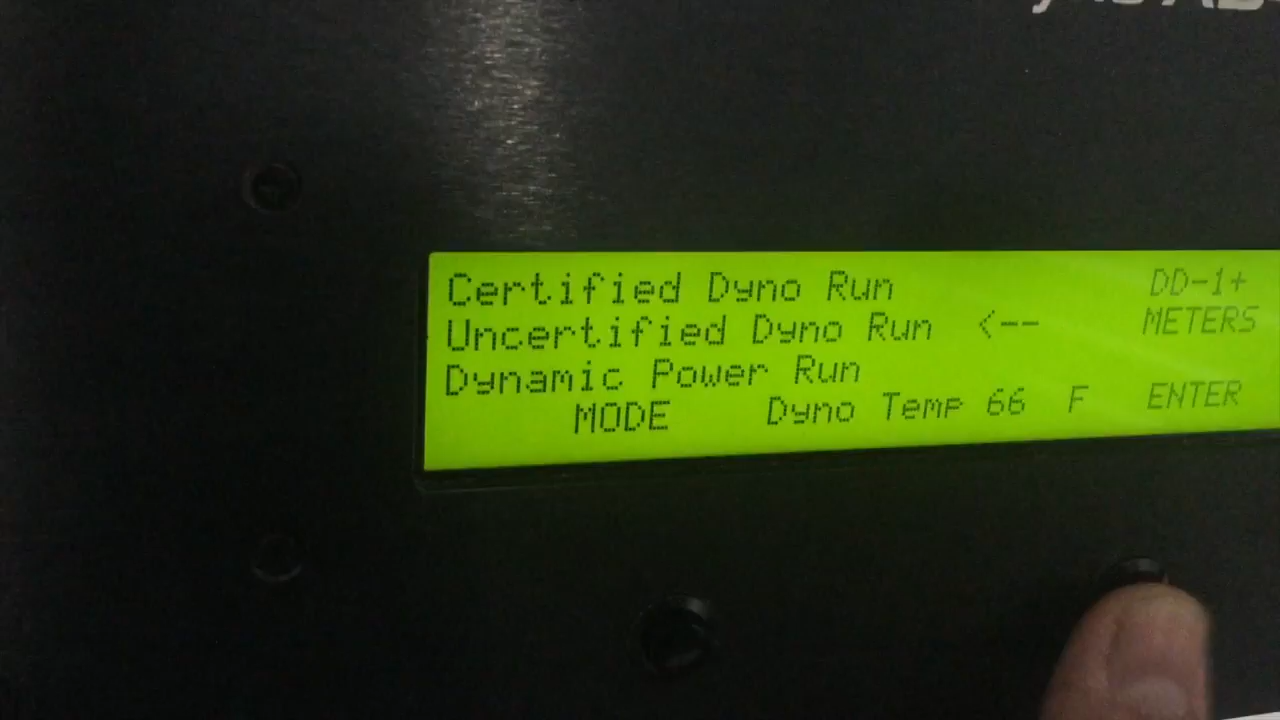 Certified Dyno Run DD-1+
Uncertified Dyno Run <-- METERS
Dynamic Power Run
MODE Dyno Temp 66 F ENTER